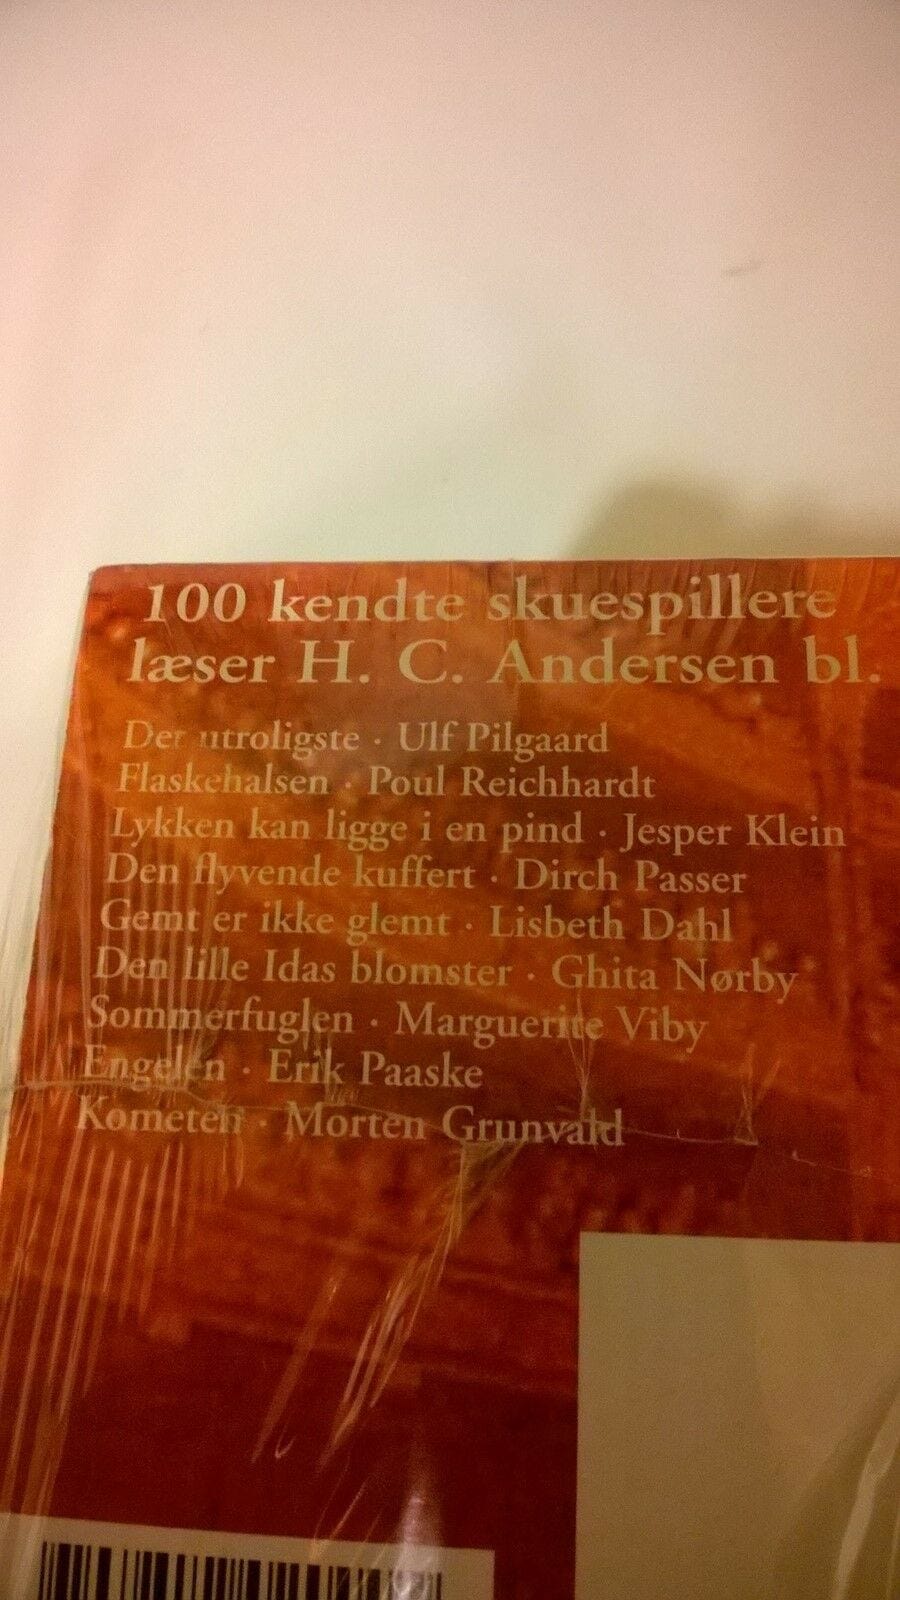 100 kendte skuespillere
læser H. C. Andersen bl.
Det utroligste · Ulf Pilgaard
Flaskehalsen · Poul Reichhardt
Lykken kan ligge i en pind · Jesper Klein
Den flyvende kuffert · Dirch Passer
Gemt er ikke glemt · Lisbeth Dahl
Den lille Idas blomster · Ghita Nørby
Sommerfuglen · Marguerite Viby
Engelen · Erik Paaske
Kometen · Morten Grunvald